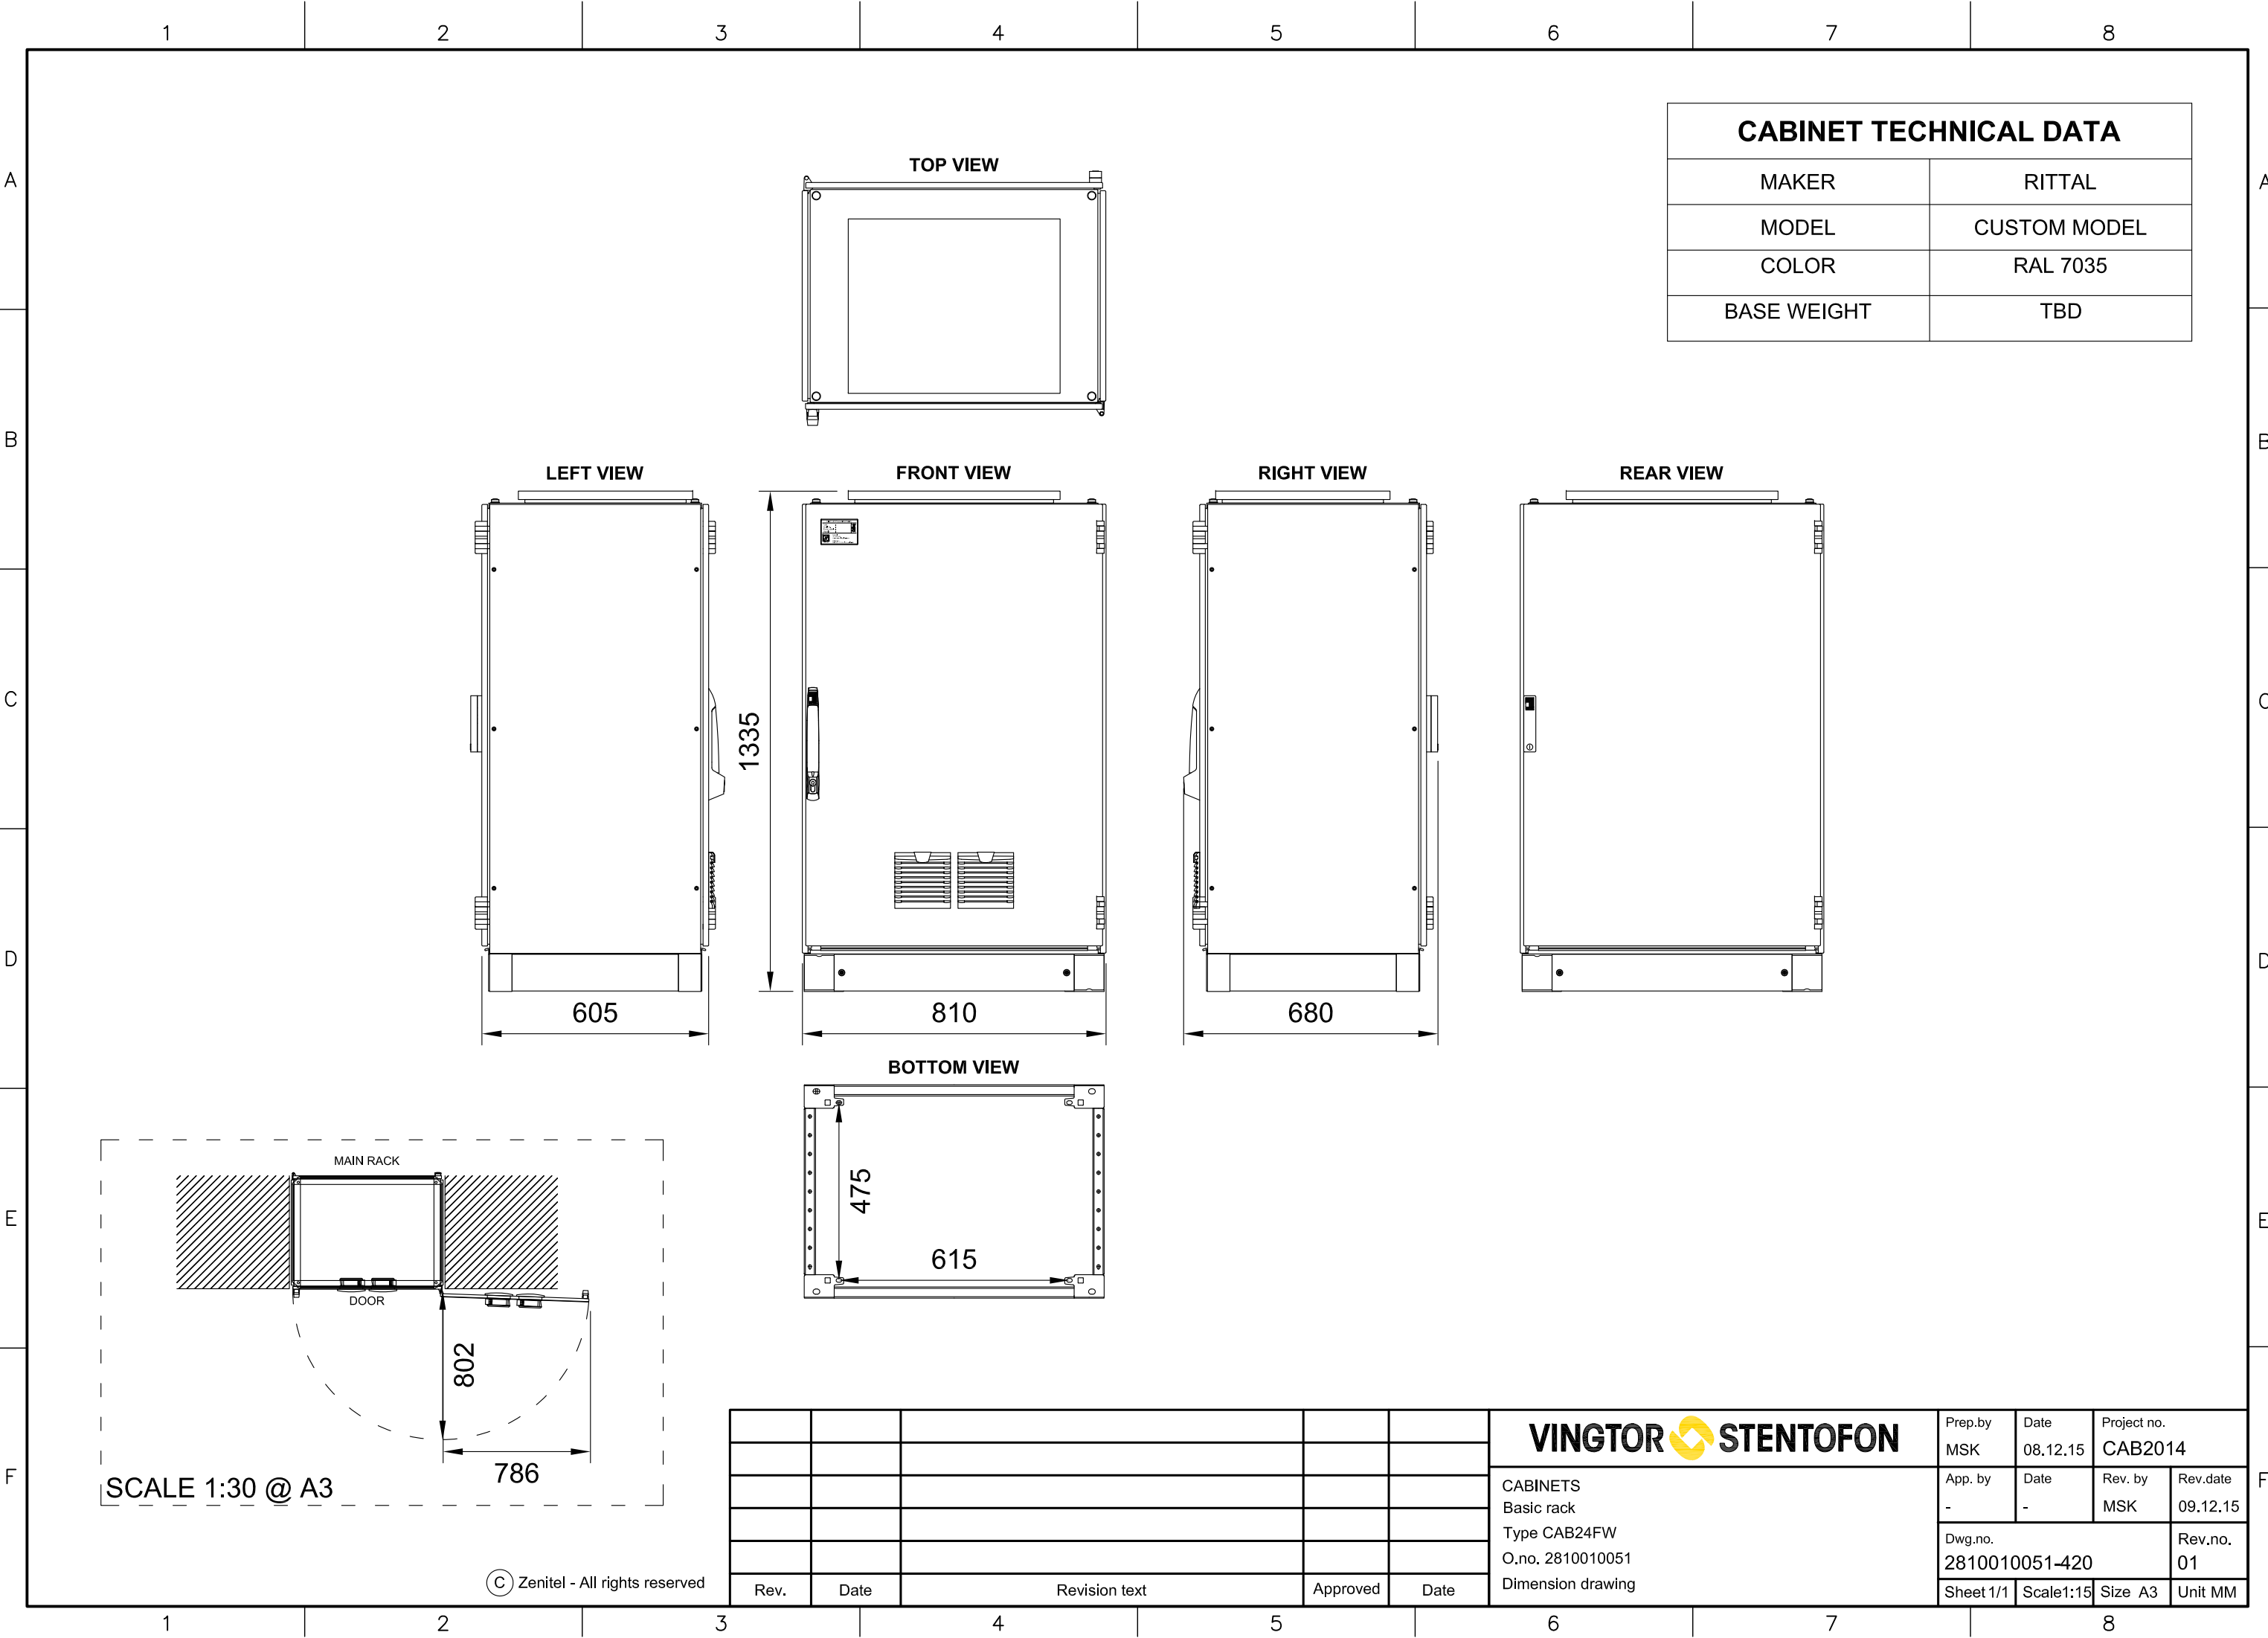 1 2 3 4 5 6 7 8
CABINET TECHNICAL DATA
MAKER RITTAL
MODEL CUSTOM MODEL
COLOR RAL 7035
BASE WEIGHT TBD
A A
B B
C C
D D
E E
F F
TOP VIEW
LEFT VIEW
FRONT VIEW
RIGHT VIEW
REAR VIEW
1335
605
810
680
BOTTOM VIEW
475
615
MAIN RACK
DOOR
802
786
SCALE 1:30 @ A3
C Zenitel - All rights reserved
Rev. Date Revision text Approved Date
VINGTOR STENTOFON
CABINETS
Basic rack
Type CAB24FW
O.no. 2810010051
Dimension drawing
Prep.by Date Project no.
MSK 08.12.15 CAB2014
App. by Date Rev. by Rev.date
- - MSK 09.12.15
Dwg.no. Rev.no.
2810010051-420 01
Sheet 1/1 Scale1:15 Size A3 Unit MM
1 2 3 4 5 6 7 8